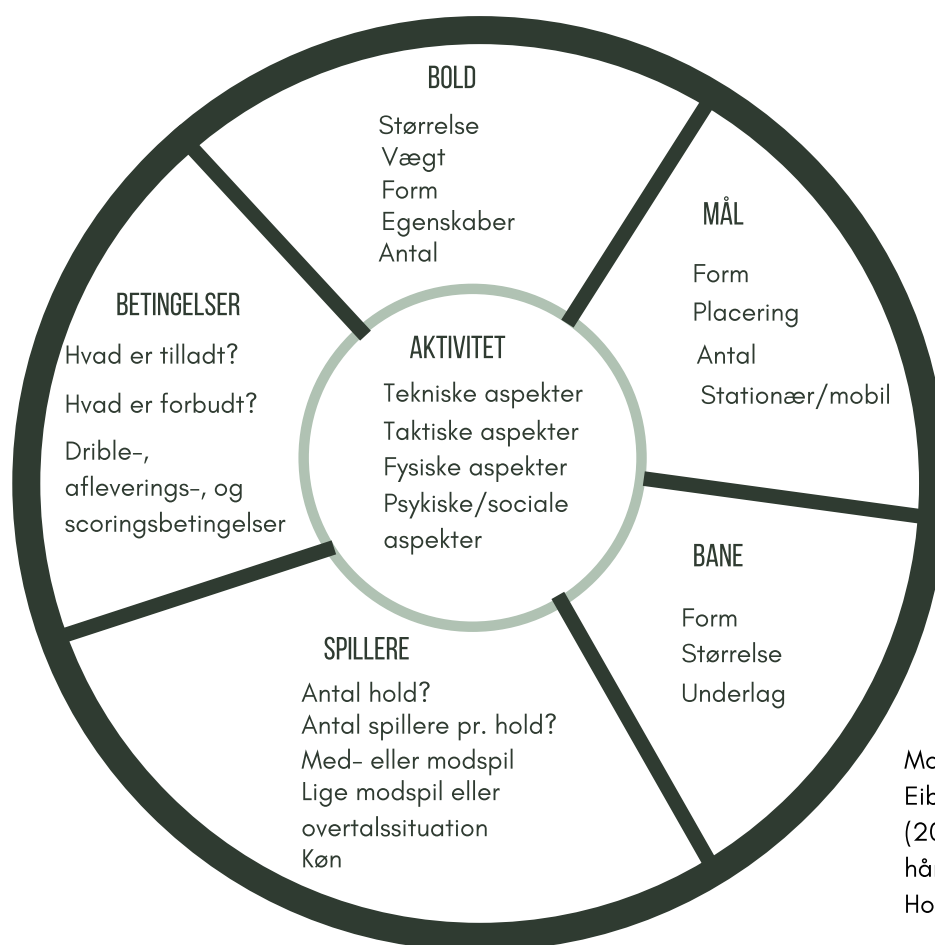 BOLD
Størrelse
Vægt
Form
Egenskaber
Antal
MÅL
Form
Placering
Antal
Stationær/mobil
BETINGELSER
Hvad er tilladt?
Hvad er forbudt?
Drible-,
afleverings-, og
scoringsbetingelser
AKTIVITET
Tekniske aspekter
Taktiske aspekter
Fysiske aspekter
Psykiske/sociale
aspekter
BANE
Form
Størrelse
Underlag
SPILLERE
Antal hold?
Antal spillere pr. hold?
Med- eller modspil
Lige modspil eller
overtalssituation
Køn